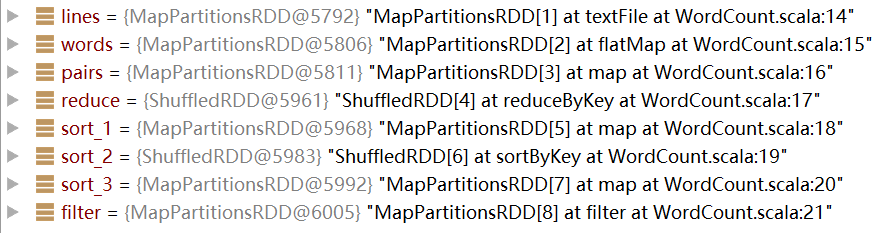 lines = {MapPartitionsRDD@5792} "MapPartitionsRDD[1] at textFile at WordCount.scala:14"
words = {MapPartitionsRDD@5806} "MapPartitionsRDD[2] at flatMap at WordCount.scala:15"
pairs = {MapPartitionsRDD@5811} "MapPartitionsRDD[3] at map at WordCount.scala:16"
reduce = {ShuffledRDD@5961} "ShuffledRDD[4] at reduceByKey at WordCount.scala:17"
sort_1 = {MapPartitionsRDD@5968} "MapPartitionsRDD[5] at map at WordCount.scala:18"
sort_2 = {ShuffledRDD@5983} "ShuffledRDD[6] at sortByKey at WordCount.scala:19"
sort_3 = {MapPartitionsRDD@5992} "MapPartitionsRDD[7] at map at WordCount.scala:20"
filter = {MapPartitionsRDD@6005} "MapPartitionsRDD[8] at filter at WordCount.scala:21"